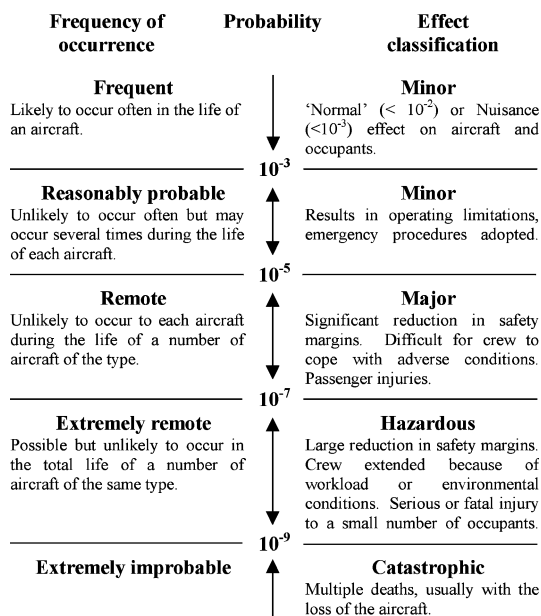 Frequency of occurrence
Probability
Effect classification
Frequent
Likely to occur often in the life of
an aircraft.
Minor
‘Normal’ (< 10⁻²) or Nuisance
(<10⁻³) effect on aircraft and
occupants.
10⁻³
Reasonably probable
Unlikely to occur often but may
occur several times during the life
of each aircraft.
Minor
Results in operating limitations,
emergency procedures adopted.
10⁻⁵
Remote
Unlikely to occur to each aircraft
during the life of a number of
aircraft of the type.
Major
Significant reduction in safety
margins. Difficult for crew to
cope with adverse conditions.
Passenger injuries.
10⁻⁷
Extremely remote
Possible but unlikely to occur in
the total life of a number of
aircraft of the same type.
Hazardous
Large reduction in safety margins.
Crew extended because of
workload or environmental
conditions. Serious or fatal injury
to a small number of occupants.
10⁻⁹
Extremely improbable
Catastrophic
Multiple deaths, usually with the
loss of the aircraft.